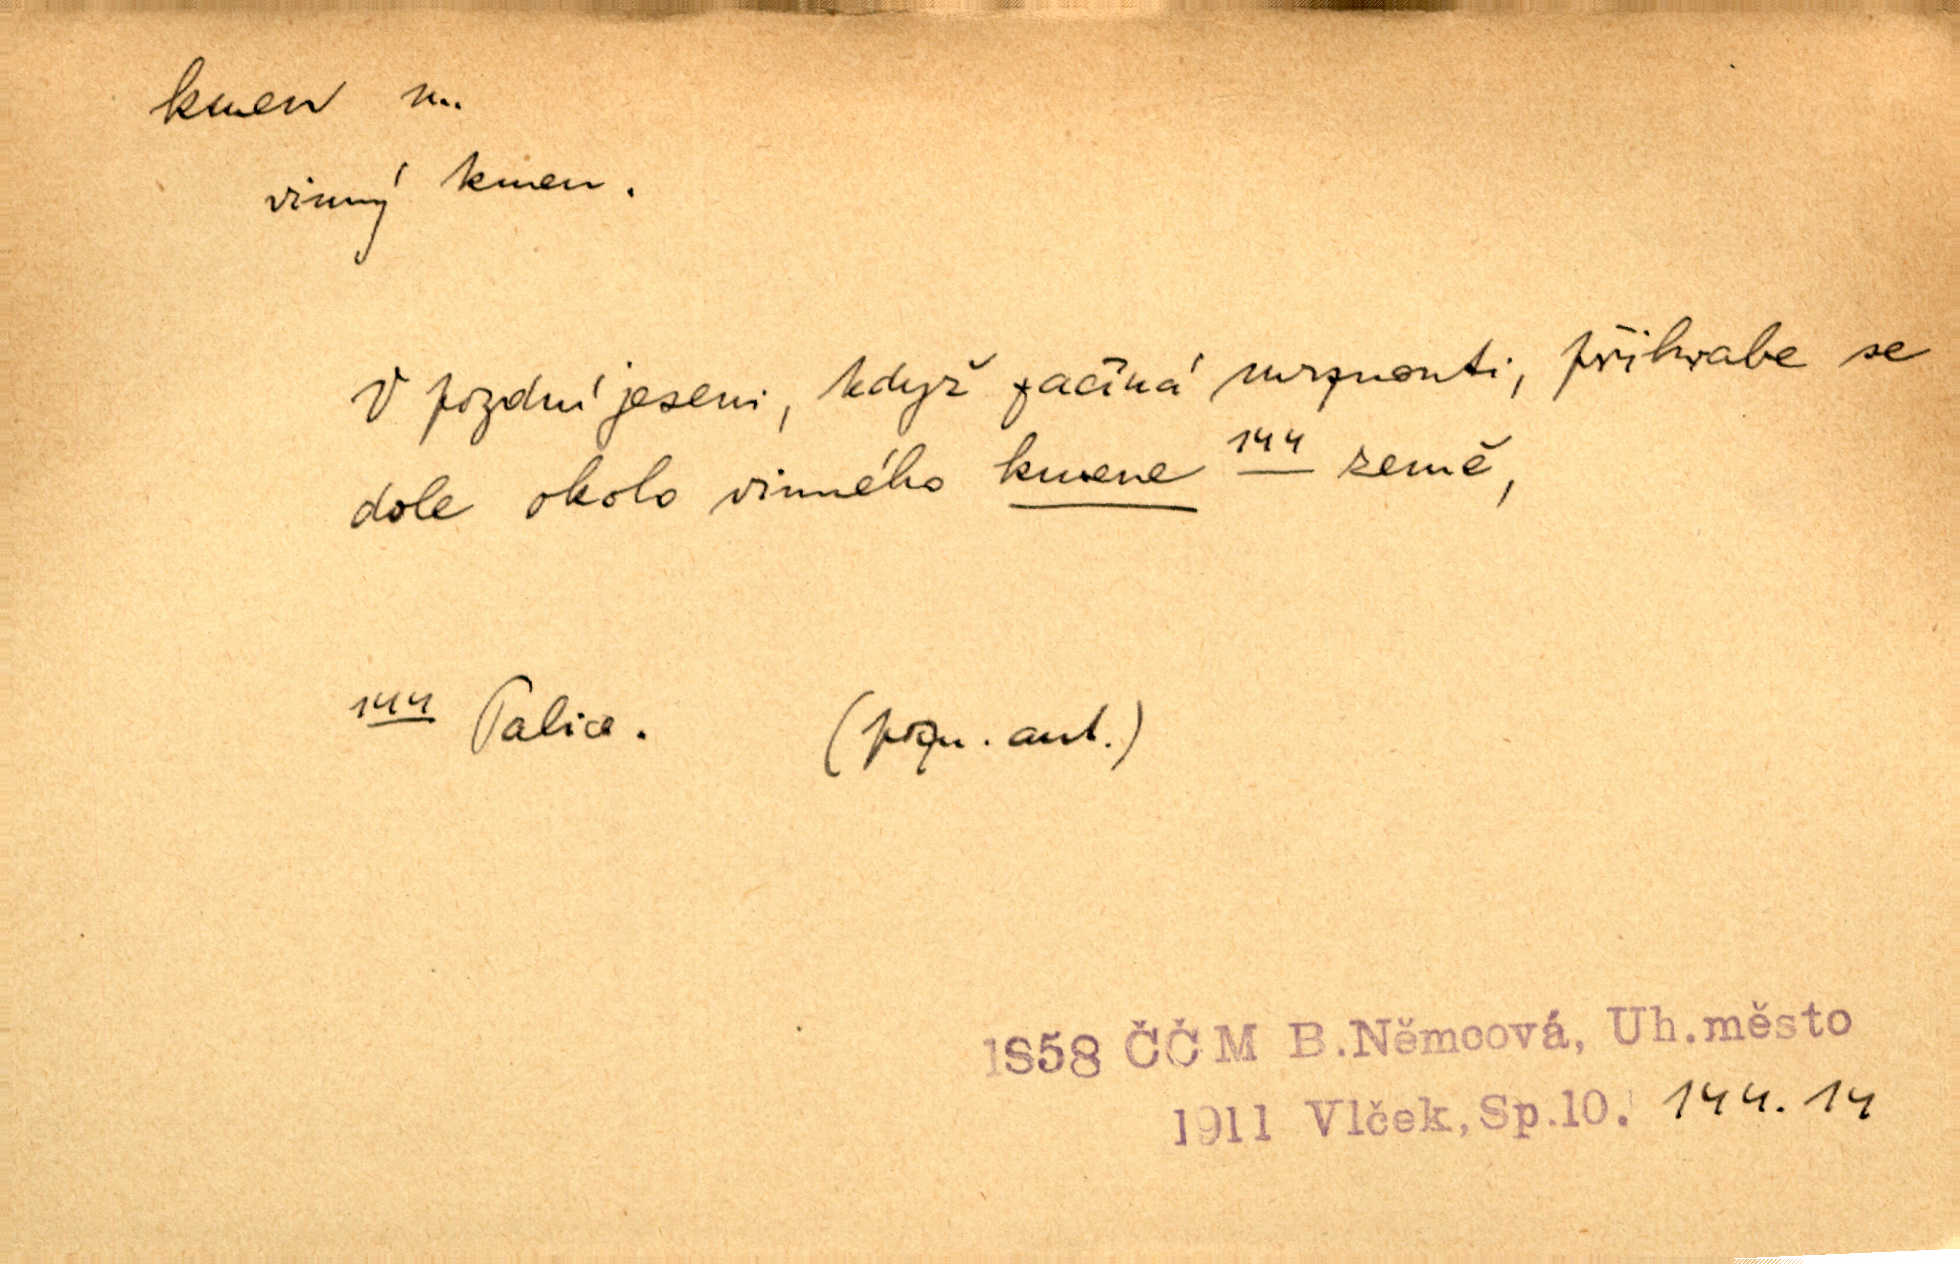 kmen m.
vinný kmen.
V pozdní jeseni, když začíná mrznouti, přihrabe se
dole okolo vinného kmene 144 země,
144 Palice. (pozn. aut.)
1858 ČČM B.Němcová, Uh.město
1911 Vlček, Sp.10. 144. 14